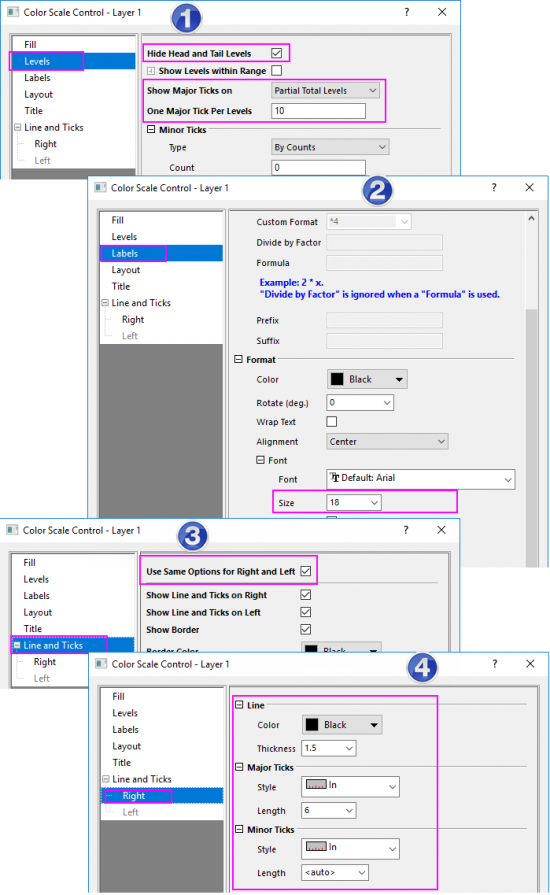 Color Scale Control - Layer 1
1
?
Fill
Levels
Labels
Layout
Title
Line and Ticks
Right
Left
Hide Head and Tail Levels
Show Levels within Range
Show Major Ticks on Partial Total Levels
One Major Tick Per Levels 10
Minor Ticks
Type By Counts
Count 0
Color Scale Control - Layer 1
2
?
Fill
Levels
Labels
Layout
Title
Line and Ticks
Right
Left
Custom Format *4
Divide by Factor
Formula
Example: 2 * x.
"Divide by Factor" is ignored when a "Formula" is used.
Prefix
Suffix
Format
Color Black
Rotate (deg.) 0
Wrap Text
Alignment Center
Font
Font Default: Arial
Size 18
Color Scale Control - Layer 1
3
?
Fill
Levels
Labels
Layout
Title
Line and Ticks
Right
Left
Use Same Options for Right and Left
Show Line and Ticks on Right
Show Line and Ticks on Left
Show Border
Border Color Black
Color Scale Control - Layer 1
4
?
Fill
Levels
Labels
Layout
Title
Line and Ticks
Right
Left
Line
Color Black
Thickness 1.5
Major Ticks
Style In
Length 6
Minor Ticks
Style In
Length <auto>